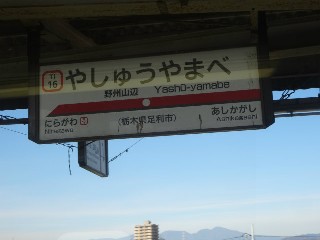 TI
16
やしゅうやまべ
野州山辺
Yashū-yamabe
にらがわ
(栃木県足利市)
あしかがし
Ashikagashi